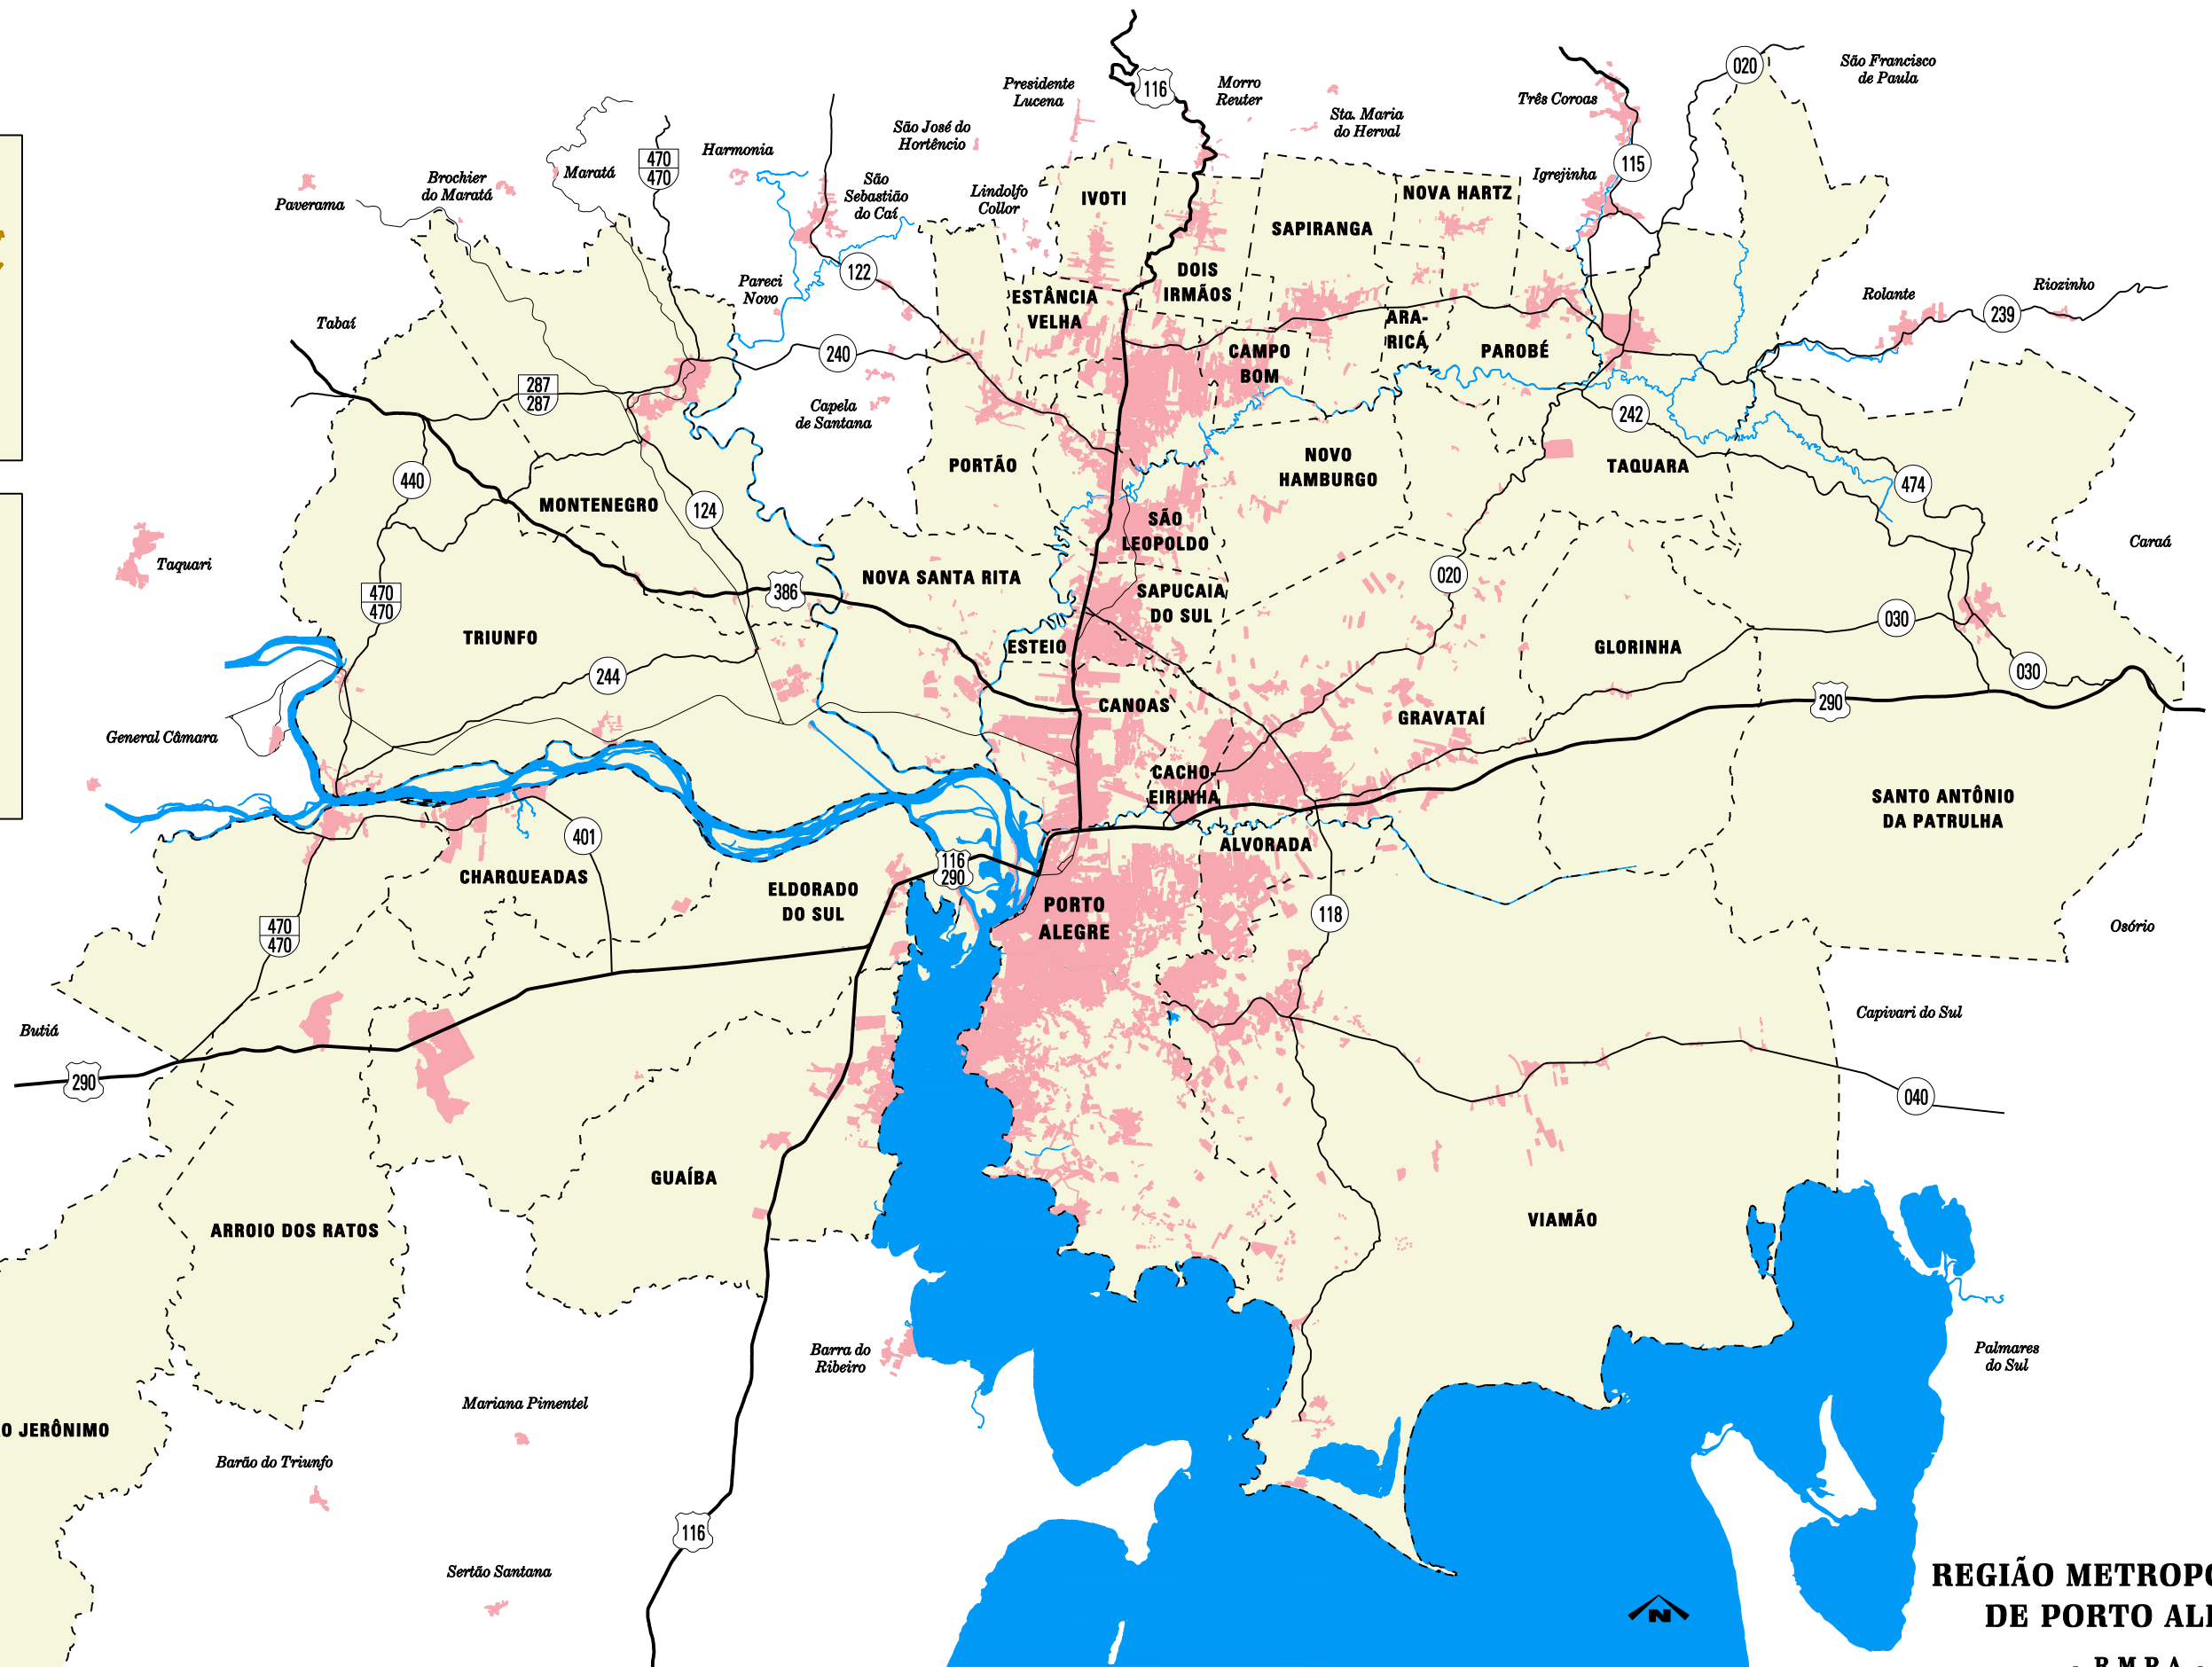 116
020
São Francisco
de Paula
Presidente
Lucena
Morro
Reuter
Três Coroas
Sta. Maria
do Herval
São José do
Hortêncio
115
Harmonia
470
470
Maratá
Brochier
do Maratá
Paverama
São
Sebastião
do Caí
Lindolfo
Collor
IVOTI
NOVA HARTZ
Igrejinha
SAPIRANGA
122
Pareci
Novo
DOIS
IRMÃOS
ESTÂNCIA
VELHA
Rolante
Riozinho
239
Tabaí
240
ARA-
RICÁ
PAROBÉ
CAMPO
BOM
287
287
Capela
de Santana
242
PORTÃO
NOVO
HAMBURGO
TAQUARA
440
474
MONTENEGRO
124
SÃO
LEOPOLDO
Caraá
Taquari
NOVA SANTA RITA
020
470
470
386
SAPUCAIA
DO SUL
030
TRIUNFO
ESTEIO
GLORINHA
244
030
290
CANOAS
GRAVATAÍ
General Câmara
CACHO-
EIRINHA
SANTO ANTÔNIO
DA PATRULHA
401
ALVORADA
116
290
CHARQUEADAS
ELDORADO
DO SUL
PORTO
ALEGRE
118
470
470
Osório
Butiá
Capivari do Sul
290
040
GUAÍBA
ARROIO DOS RATOS
VIAMÃO
Barra do
Ribeiro
Palmares
do Sul
Mariana Pimentel
O JERÔNIMO
Barão do Triunfo
116
Sertão Santana
N
REGIÃO METROPO
DE PORTO ALE
- R M P A -